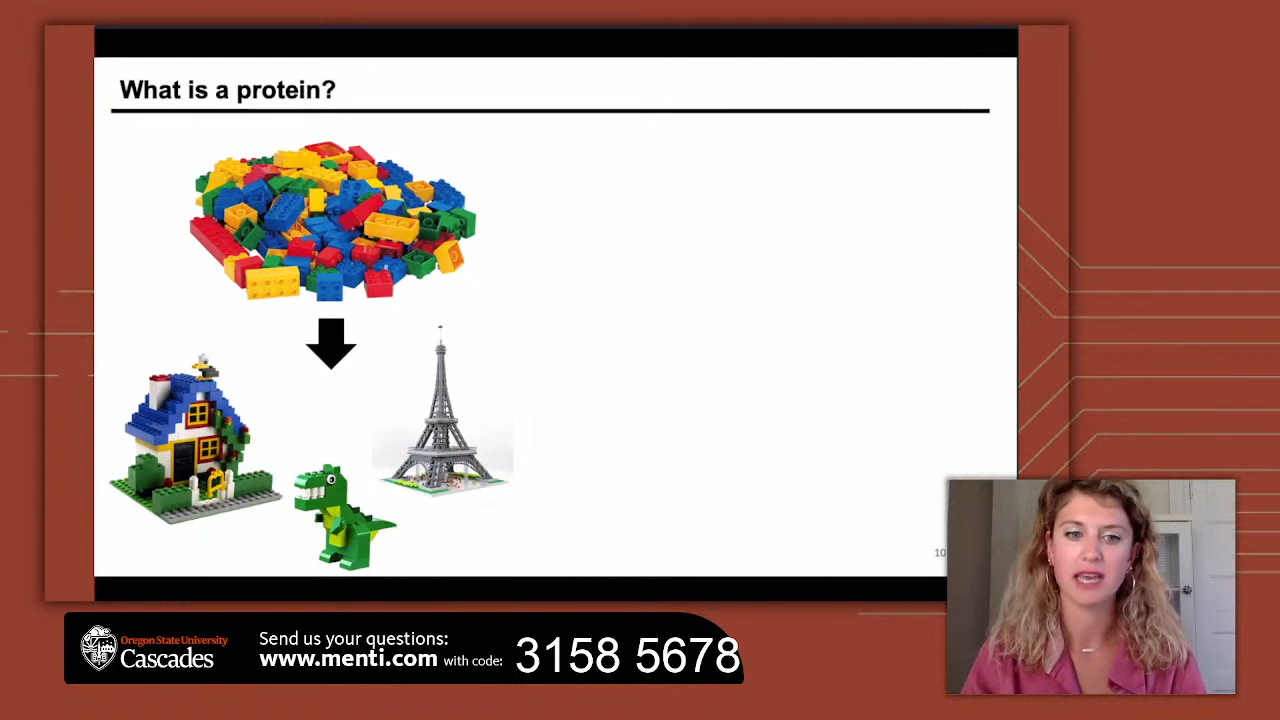 What is a protein?
10
Oregon State University
Cascades
Send us your questions:
www.menti.com with code:
3158 5678